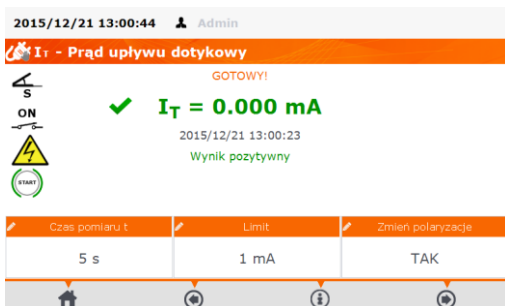 2015/12/21 13:00:44 Admin
IT - Prąd upływu dotykowy
GOTOWY!
S
ON
IT = 0.000 mA
2015/12/21 13:00:23
Wynik pozytywny
START
Czas pomiaru t Limit Zmień polaryzację
5 s 1 mA TAK